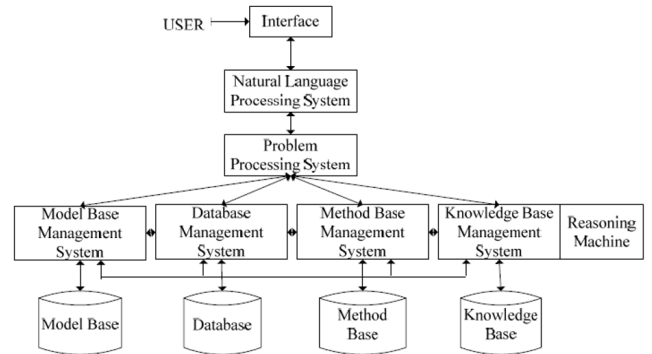 USER
Interface
Natural Language
Processing System
Problem
Processing System
Model Base
Management
System
Database
Management
System
Method Base
Management
System
Knowledge Base
Management
System
Reasoning
Machine
Model Base
Database
Method
Base
Knowledge
Base